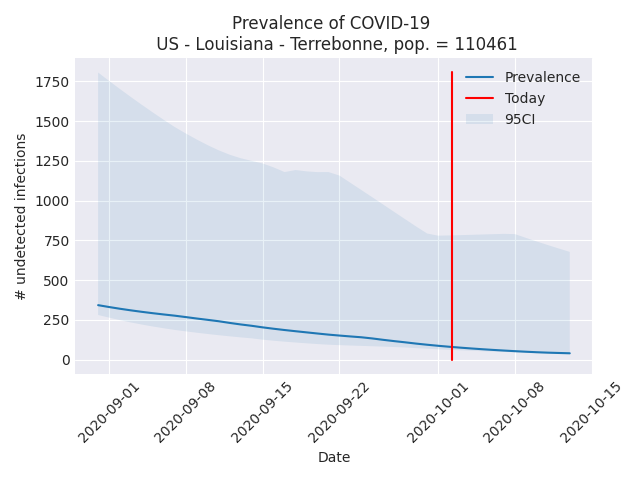 Prevalence of COVID-19
US - Louisiana - Terrebonne, pop. = 110461
Prevalence
Today
95CI
# undetected infections
1750
1500
1250
1000
750
500
250
0
2020-09-01
2020-09-08
2020-09-15
2020-09-22
2020-10-01
2020-10-08
2020-10-15
Date